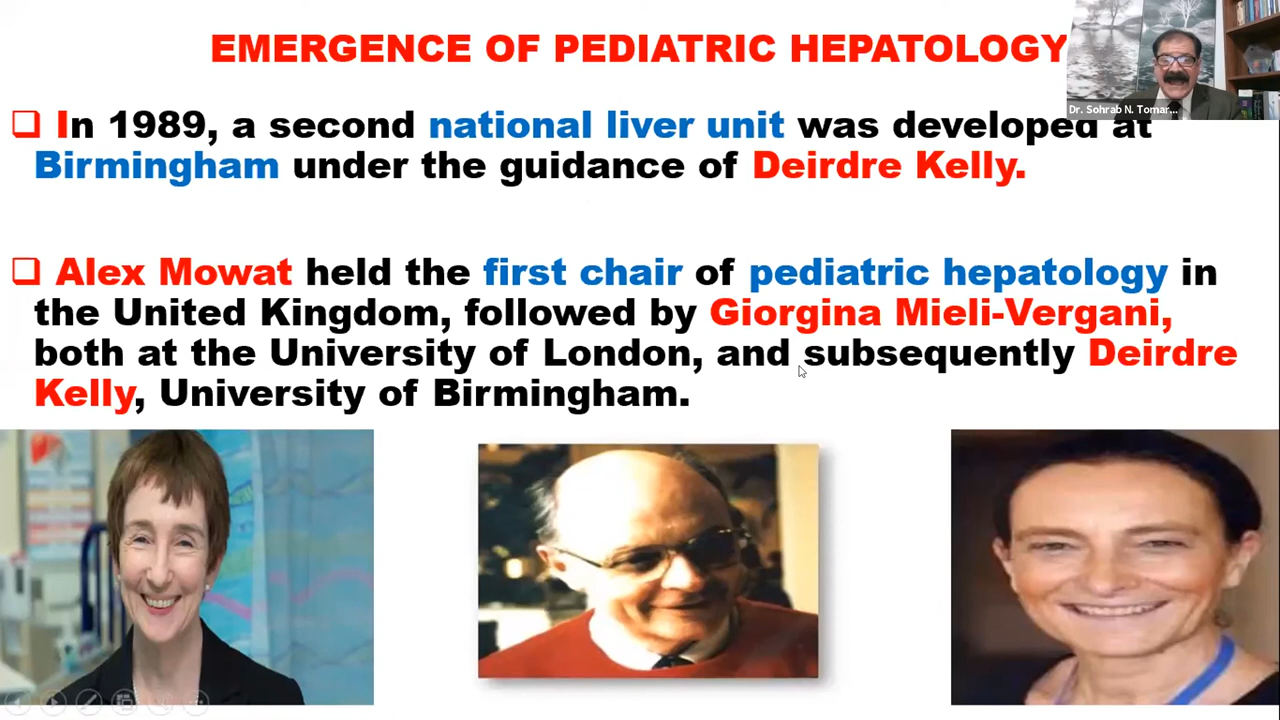 EMERGENCE OF PEDIATRIC HEPATOLOGY
Dr. Sohrab N. Tomar...
In 1989, a second national liver unit was developed at
Birmingham under the guidance of Deirdre Kelly.
Alex Mowat held the first chair of pediatric hepatology in
the United Kingdom, followed by Giorgina Mieli-Vergani,
both at the University of London, and subsequently Deirdre
Kelly, University of Birmingham.